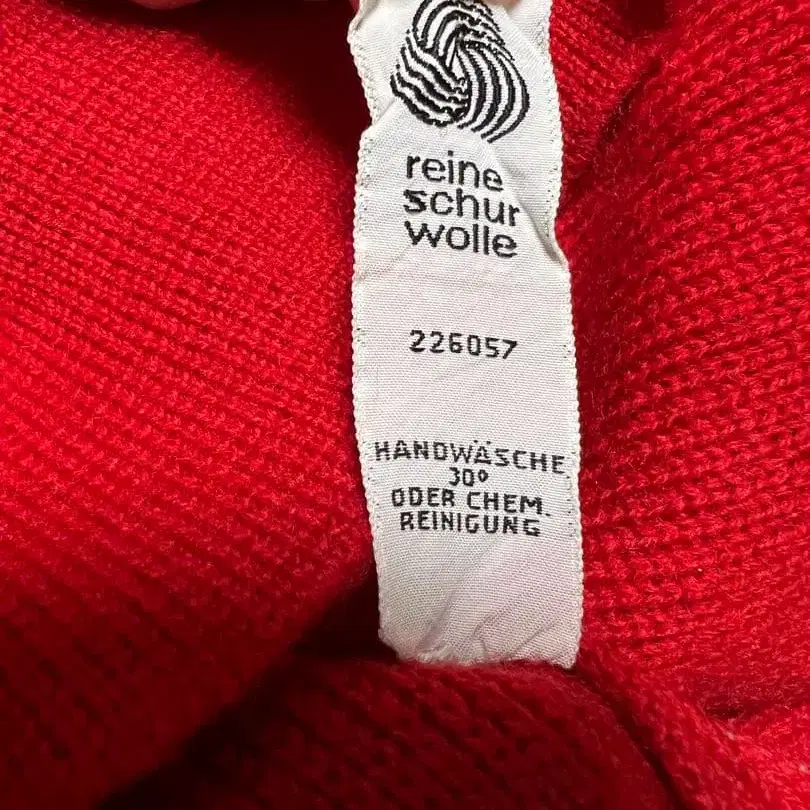 reine
schur
wolle
226057
HANDWÄSCHE
30°
ODER CHEM.
REINIGUNG